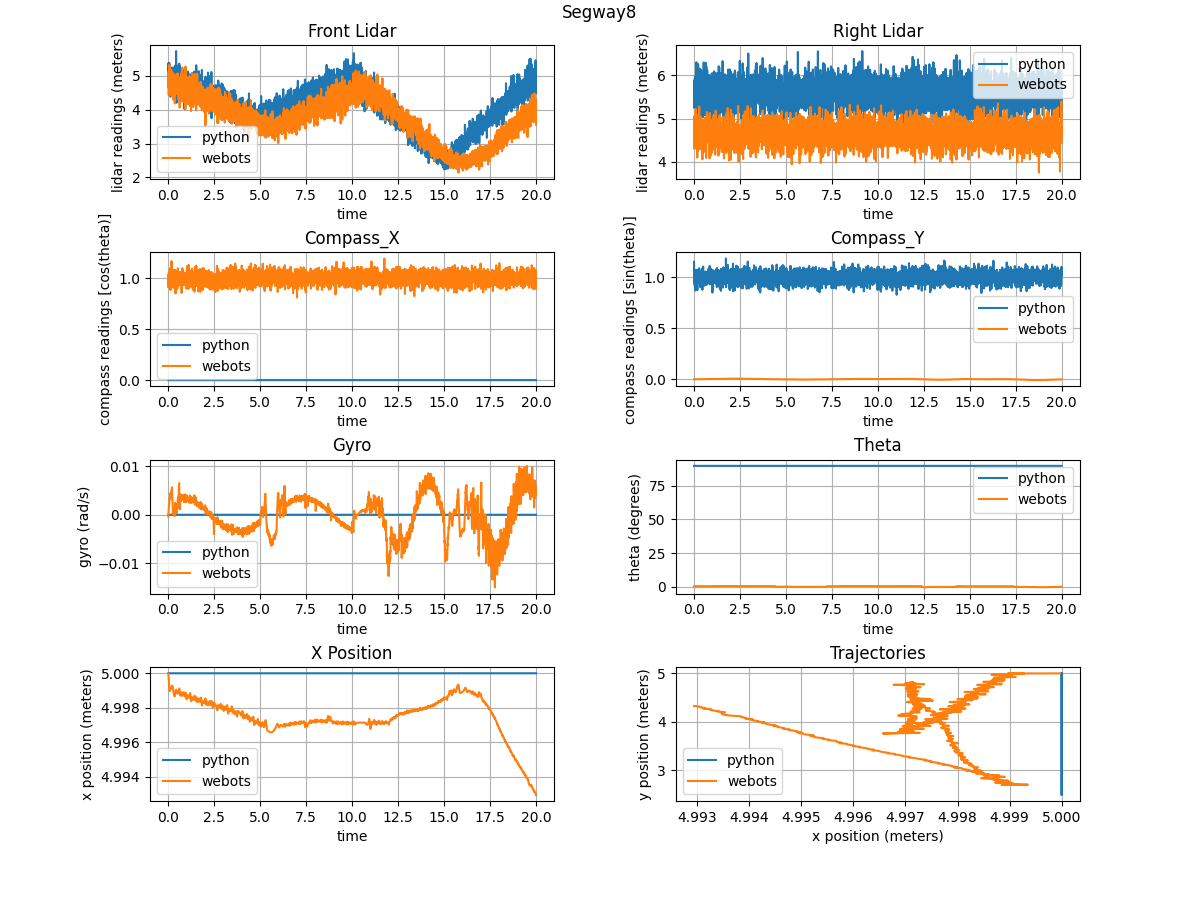 Segway8
Front Lidar
lidar readings (meters)
5
4
3
2
python
webots
0.0 2.5 5.0 7.5 10.0 12.5 15.0 17.5 20.0
time
Right Lidar
lidar readings (meters)
6
5
4
python
webots
0.0 2.5 5.0 7.5 10.0 12.5 15.0 17.5 20.0
time
Compass_X
compass readings [cos(theta)]
1.0
0.5
0.0
python
webots
0.0 2.5 5.0 7.5 10.0 12.5 15.0 17.5 20.0
time
Compass_Y
compass readings [sin(theta)]
1.0
0.5
0.0
python
webots
0.0 2.5 5.0 7.5 10.0 12.5 15.0 17.5 20.0
time
Gyro
gyro (rad/s)
0.01
0.00
−0.01
python
webots
0.0 2.5 5.0 7.5 10.0 12.5 15.0 17.5 20.0
time
Theta
theta (degrees)
75
50
25
0
python
webots
0.0 2.5 5.0 7.5 10.0 12.5 15.0 17.5 20.0
time
X Position
x position (meters)
5.000
4.998
4.996
4.994
python
webots
0.0 2.5 5.0 7.5 10.0 12.5 15.0 17.5 20.0
time
Trajectories
y position (meters)
5
4
3
python
webots
4.993 4.994 4.995 4.996 4.997 4.998 4.999 5.000
x position (meters)